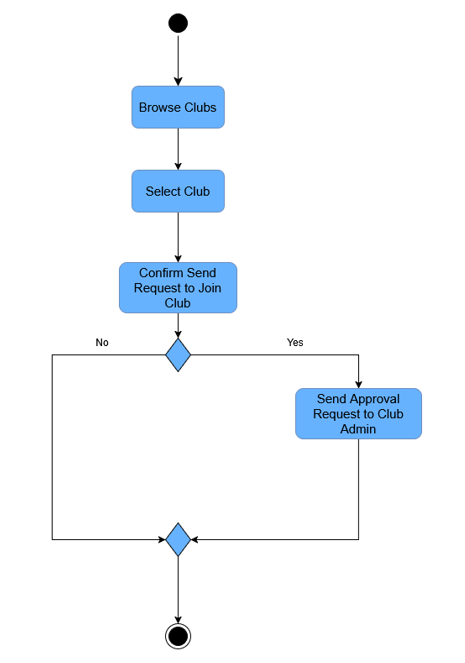 Browse Clubs
Select Club
Confirm Send
Request to Join
Club
No
Yes
Send Approval
Request to Club
Admin